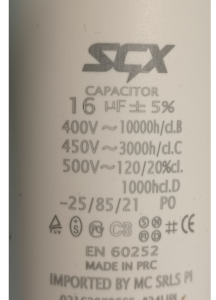 SCX
CAPACITOR
16 µF ± 5%
400V~10000h/cl.B
450V~3000h/cl.C
500V~120/20%cl.
1000hcl.D
-25/85/21 PO
EN 60252
MADE IN PRC
IMPORTED BY MC SRLS PI